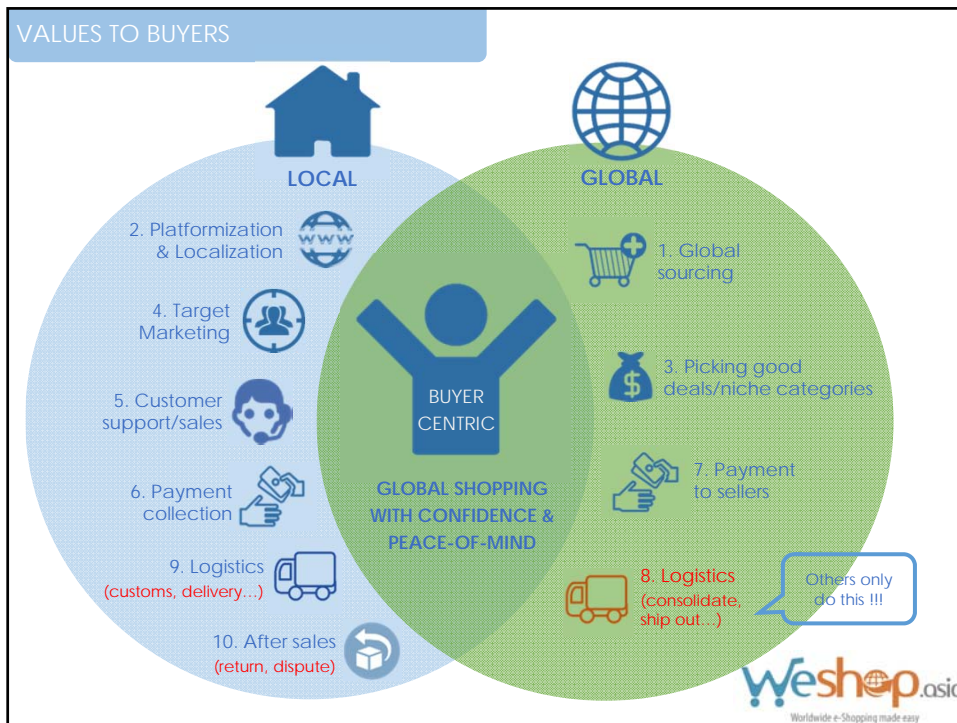 VALUES TO BUYERS
LOCAL
GLOBAL
2. Platformization
& Localization
www
1. Global
sourcing
4. Target
Marketing
3. Picking good
deals/niche categories
$
5. Customer
support/sales
BUYER
CENTRIC
6. Payment
collection
7. Payment
to sellers
GLOBAL SHOPPING
WITH CONFIDENCE &
PEACE-OF-MIND
9. Logistics
(customs, delivery...)
8. Logistics
(consolidate,
ship out...)
Others only
do this !!!
10. After sales
(return, dispute)
Weshop.asia
Worldwide e-Shopping made easy